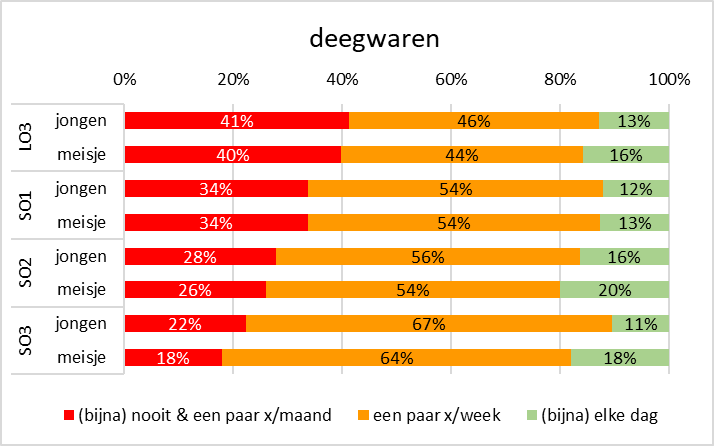 deegwaren
0% 20% 40% 60% 80% 100%
LO3
jongen 41% 46% 13%
meisje 40% 44% 16%
SO1
jongen 34% 54% 12%
meisje 34% 54% 13%
SO2
jongen 28% 56% 16%
meisje 26% 54% 20%
SO3
jongen 22% 67% 11%
meisje 18% 64% 18%
(bijna) nooit & een paar x/maand een paar x/week (bijna) elke dag